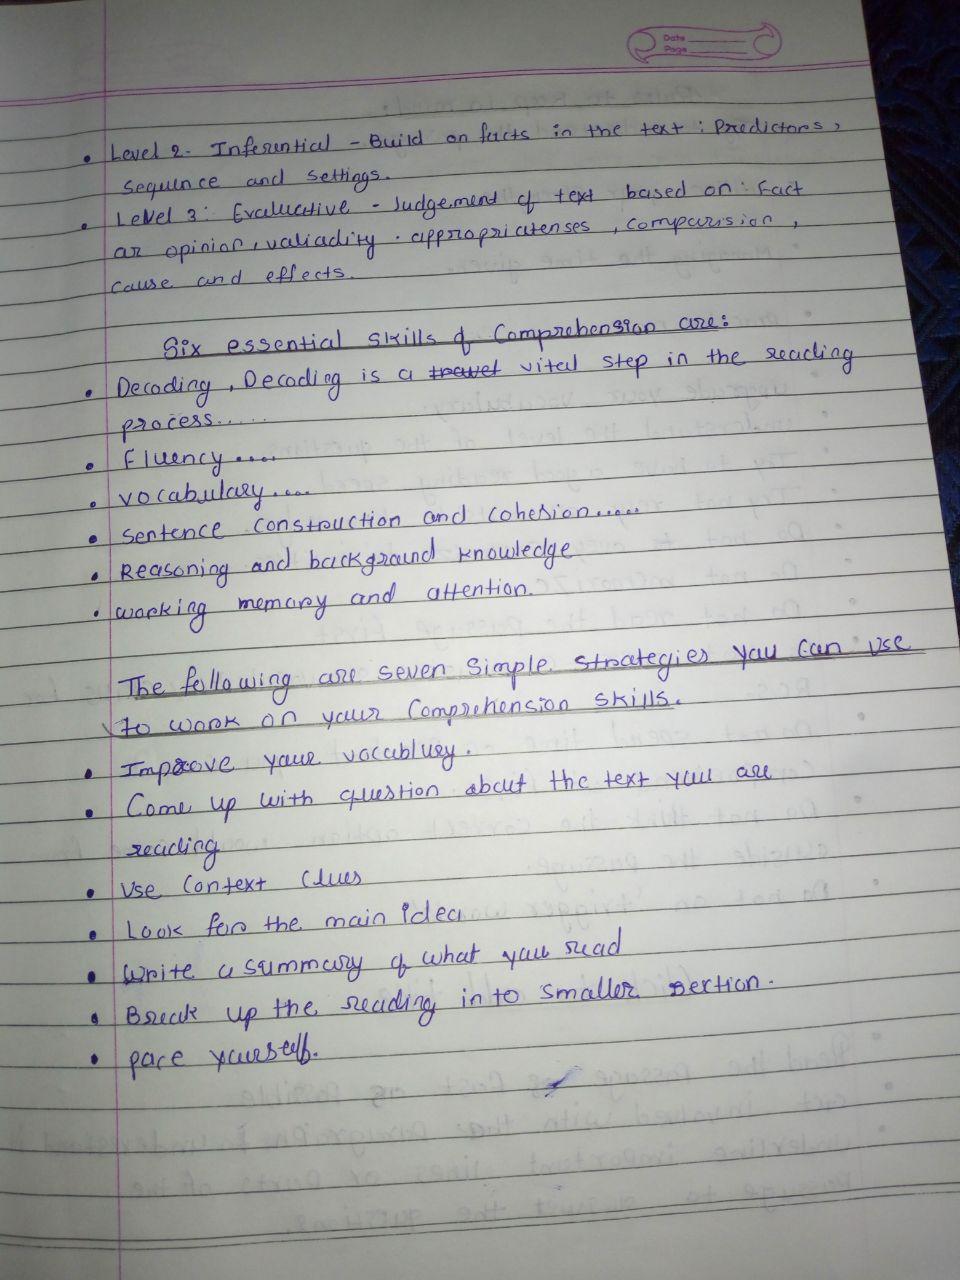 Date
Page
• Level 2- Inferential - Build on facts in the text : Predictors,
sequence and settings.
• Level 3: Evaluative - Judgement of text based on : Fact
or opinion, valiadity . appropriatenses , comparision ,
cause and effects.
Six essential skills of Comprehension are:
• Decoding , Decoding is a travel vital step in the reading
process......
• Fluency ....
• vocabulary....
• sentence construction and cohesion.....
• Reasoning and background knowledge
• working memory and attention.
The following are seven simple strategies you can use
to work on your Comprehension skills.
• Improve your vocabluey.
• Come up with question about the text you are
reading
• Use Context Clues
• Look for the main idea
• Write a summary of what you read
• Break up the reading in to smaller sertion.
• pace yourself.